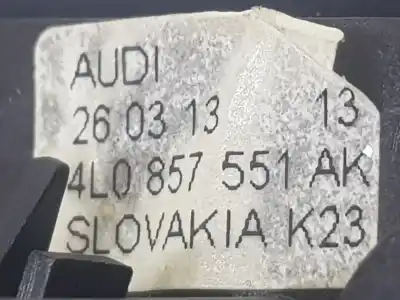 AUDI
26 03 13 13
4L0 857 551 AK
SLOVAKIA K23